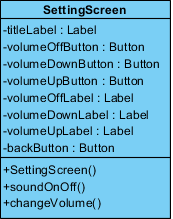 SettingScreen
-titleLabel : Label
-volumeOffButton : Button
-volumeDownButton : Button
-volumeUpButton : Button
-volumeOffLabel : Label
-volumeDownLabel : Label
-volumeUpLabel : Label
-backButton : Button
+SettingScreen()
+soundOnOff()
+changeVolume()